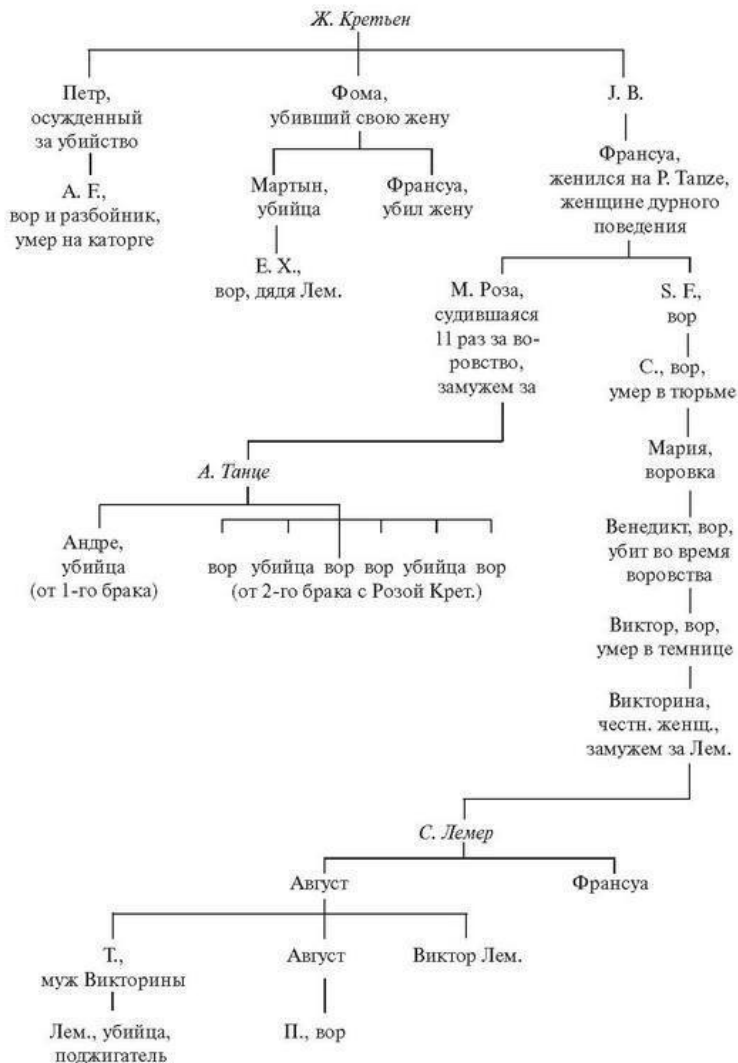 Ж. Кретьен
Петр,
осужденный
за убийство
Фома,
убивший свою жену
J. B.
A. F.,
вор и разбойник,
умер на каторге
Мартын,
убийца
Франсуа,
убил жену
Франсуа,
женился на P. Tanze,
женщине дурного
поведения
E. X.,
вор, дядя Лем.
М. Роза,
судившаяся
11 раз за во-
ровство,
замужем за
S. F.,
вор
С., вор,
умер в тюрьме
Мария,
воровка
А. Танце
Андре,
убийца
(от 1-го брака)
вор убийца вор вор убийца вор
(от 2-го брака с Розой Крет.)
Венедикт, вор,
убит во время
воровства
Виктор, вор,
умер в темнице
Викторина,
честн. женщ.,
замужем за Лем.
С. Лемер
Август
Франсуа
Т.,
муж Викторины
Август
Виктор Лем.
Лем., убийца,
поджигатель
П., вор